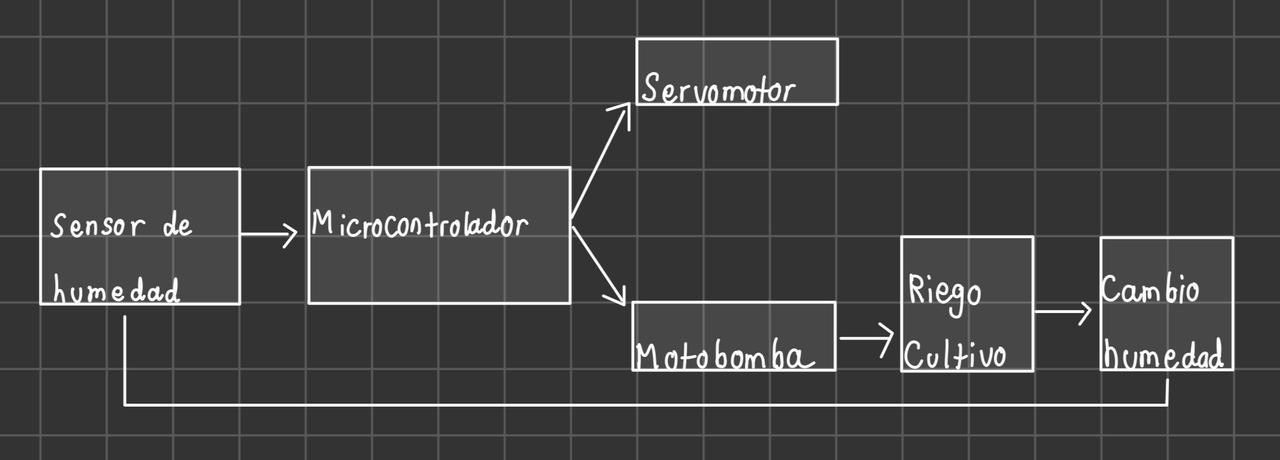 Servomotor
Sensor de
humedad
Microcontrolador
Motobomba
Riego
Cultivo
Cambio
humedad